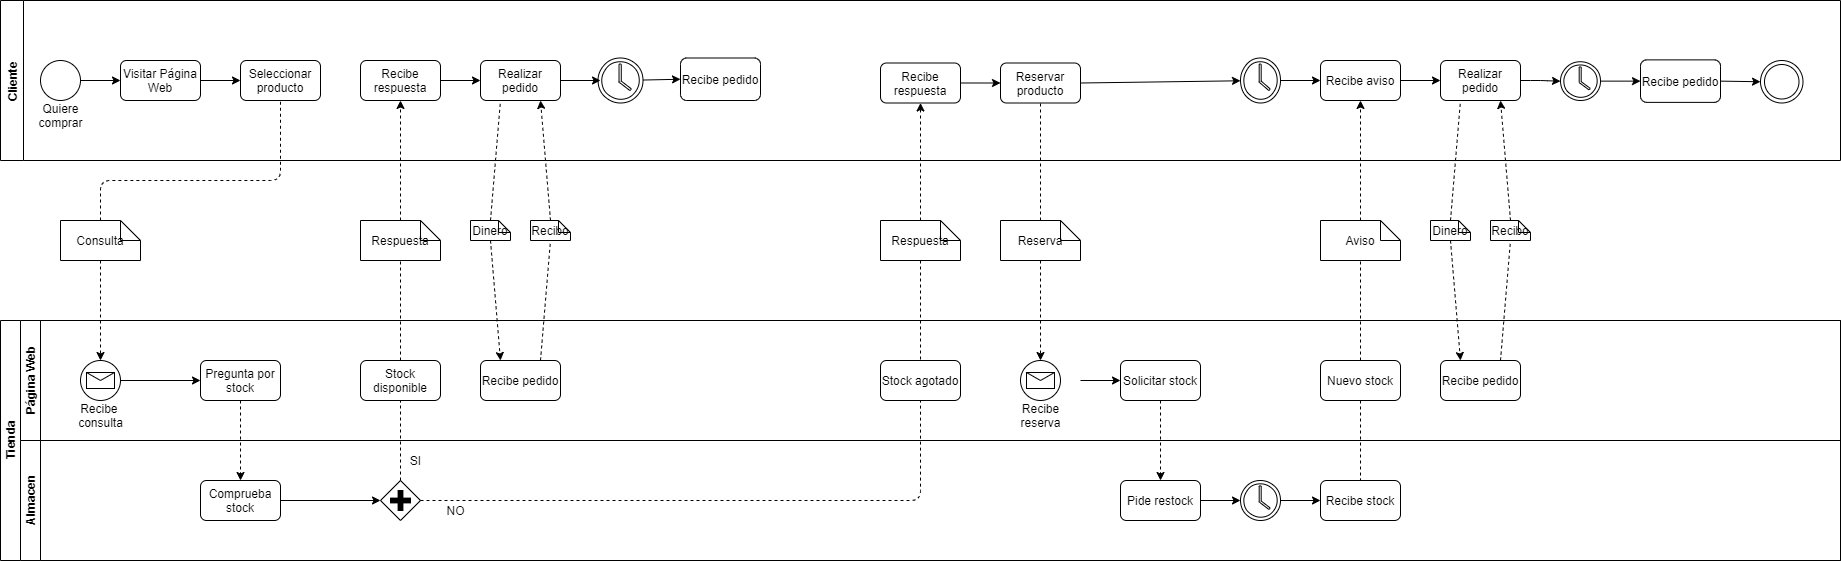 Cliente
Quiere
comprar
Visitar Página
Web
Seleccionar
producto
Recibe
respuesta
Realizar
pedido
Recibe pedido
Recibe
respuesta
Reservar
producto
Recibe aviso
Realizar
pedido
Recibe pedido
Consulta
Respuesta
Dinero
Recibo
Respuesta
Reserva
Aviso
Dinero
Recibo
Tienda
Página Web
Recibe
consulta
Pregunta por
stock
Stock
disponible
Recibe pedido
Stock agotado
Recibe
reserva
Solicitar stock
Nuevo stock
Recibe pedido
Almacen
Comprueba
stock
SI
NO
Pide restock
Recibe stock